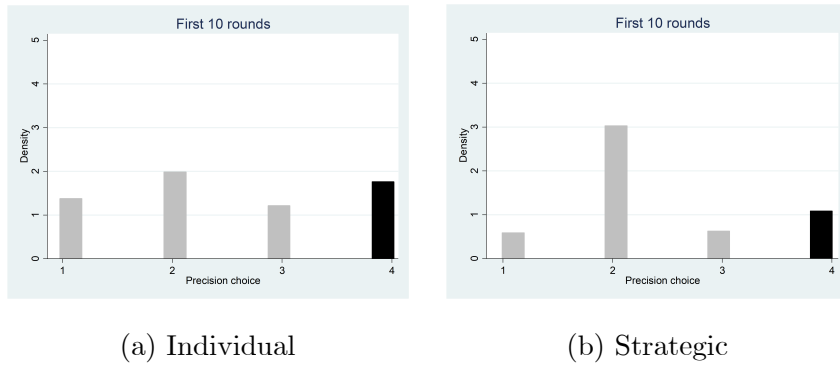 First 10 rounds
5
4
3
2
1
0
Density
1 2 3 4
Precision choice
(a) Individual
First 10 rounds
5
4
3
2
1
0
Density
1 2 3 4
Precision choice
(b) Strategic